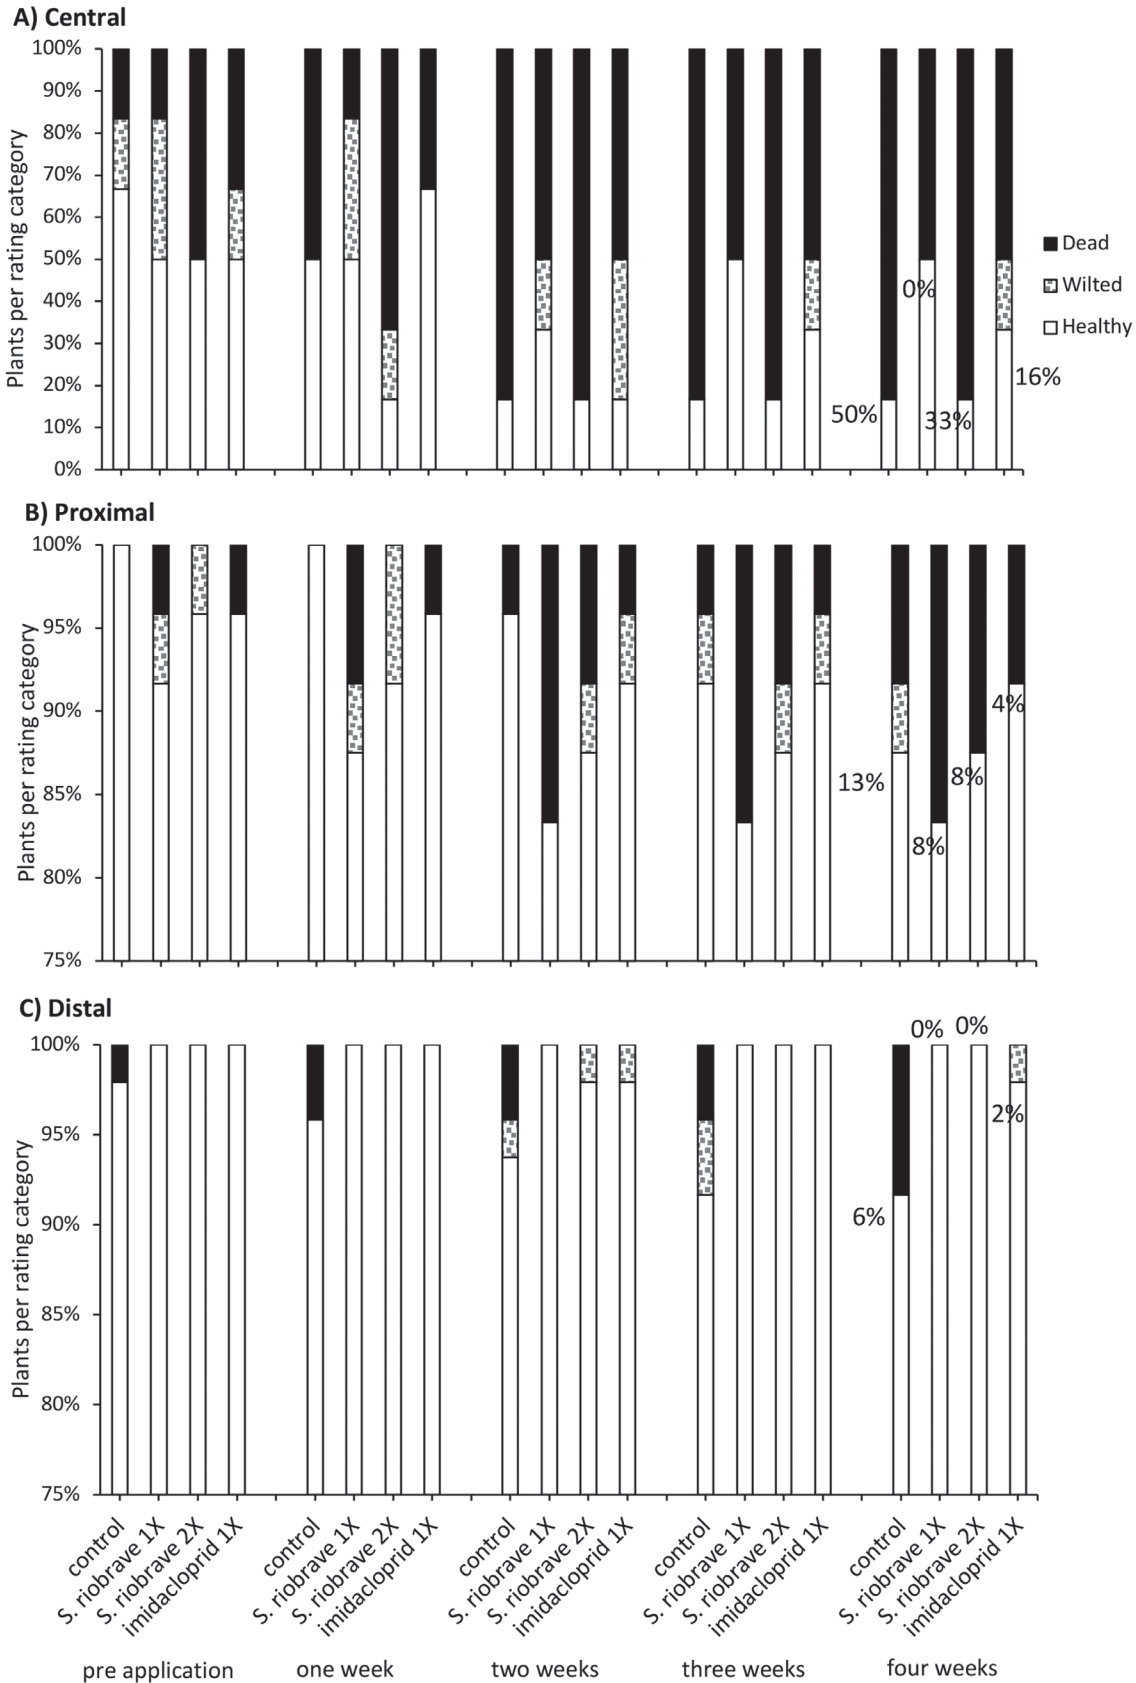 A) Central
100%
90%
80%
70%
60%
50%
40%
30%
20%
10%
0%
Plants per rating category
Dead
Wilted
Healthy
50%
0%
33%
16%
B) Proximal
100%
95%
90%
85%
80%
75%
Plants per rating category
13%
8%
8%
4%
C) Distal
100%
95%
90%
85%
80%
75%
Plants per rating category
6%
0%
0%
2%
control
S. riobrave 1X
S. riobrave 2X
imidacloprid 1X
control
S. riobrave 1X
S. riobrave 2X
imidacloprid 1X
control
S. riobrave 1X
S. riobrave 2X
imidacloprid 1X
control
S. riobrave 1X
S. riobrave 2X
imidacloprid 1X
control
S. riobrave 1X
S. riobrave 2X
imidacloprid 1X
pre application
one week
two weeks
three weeks
four weeks